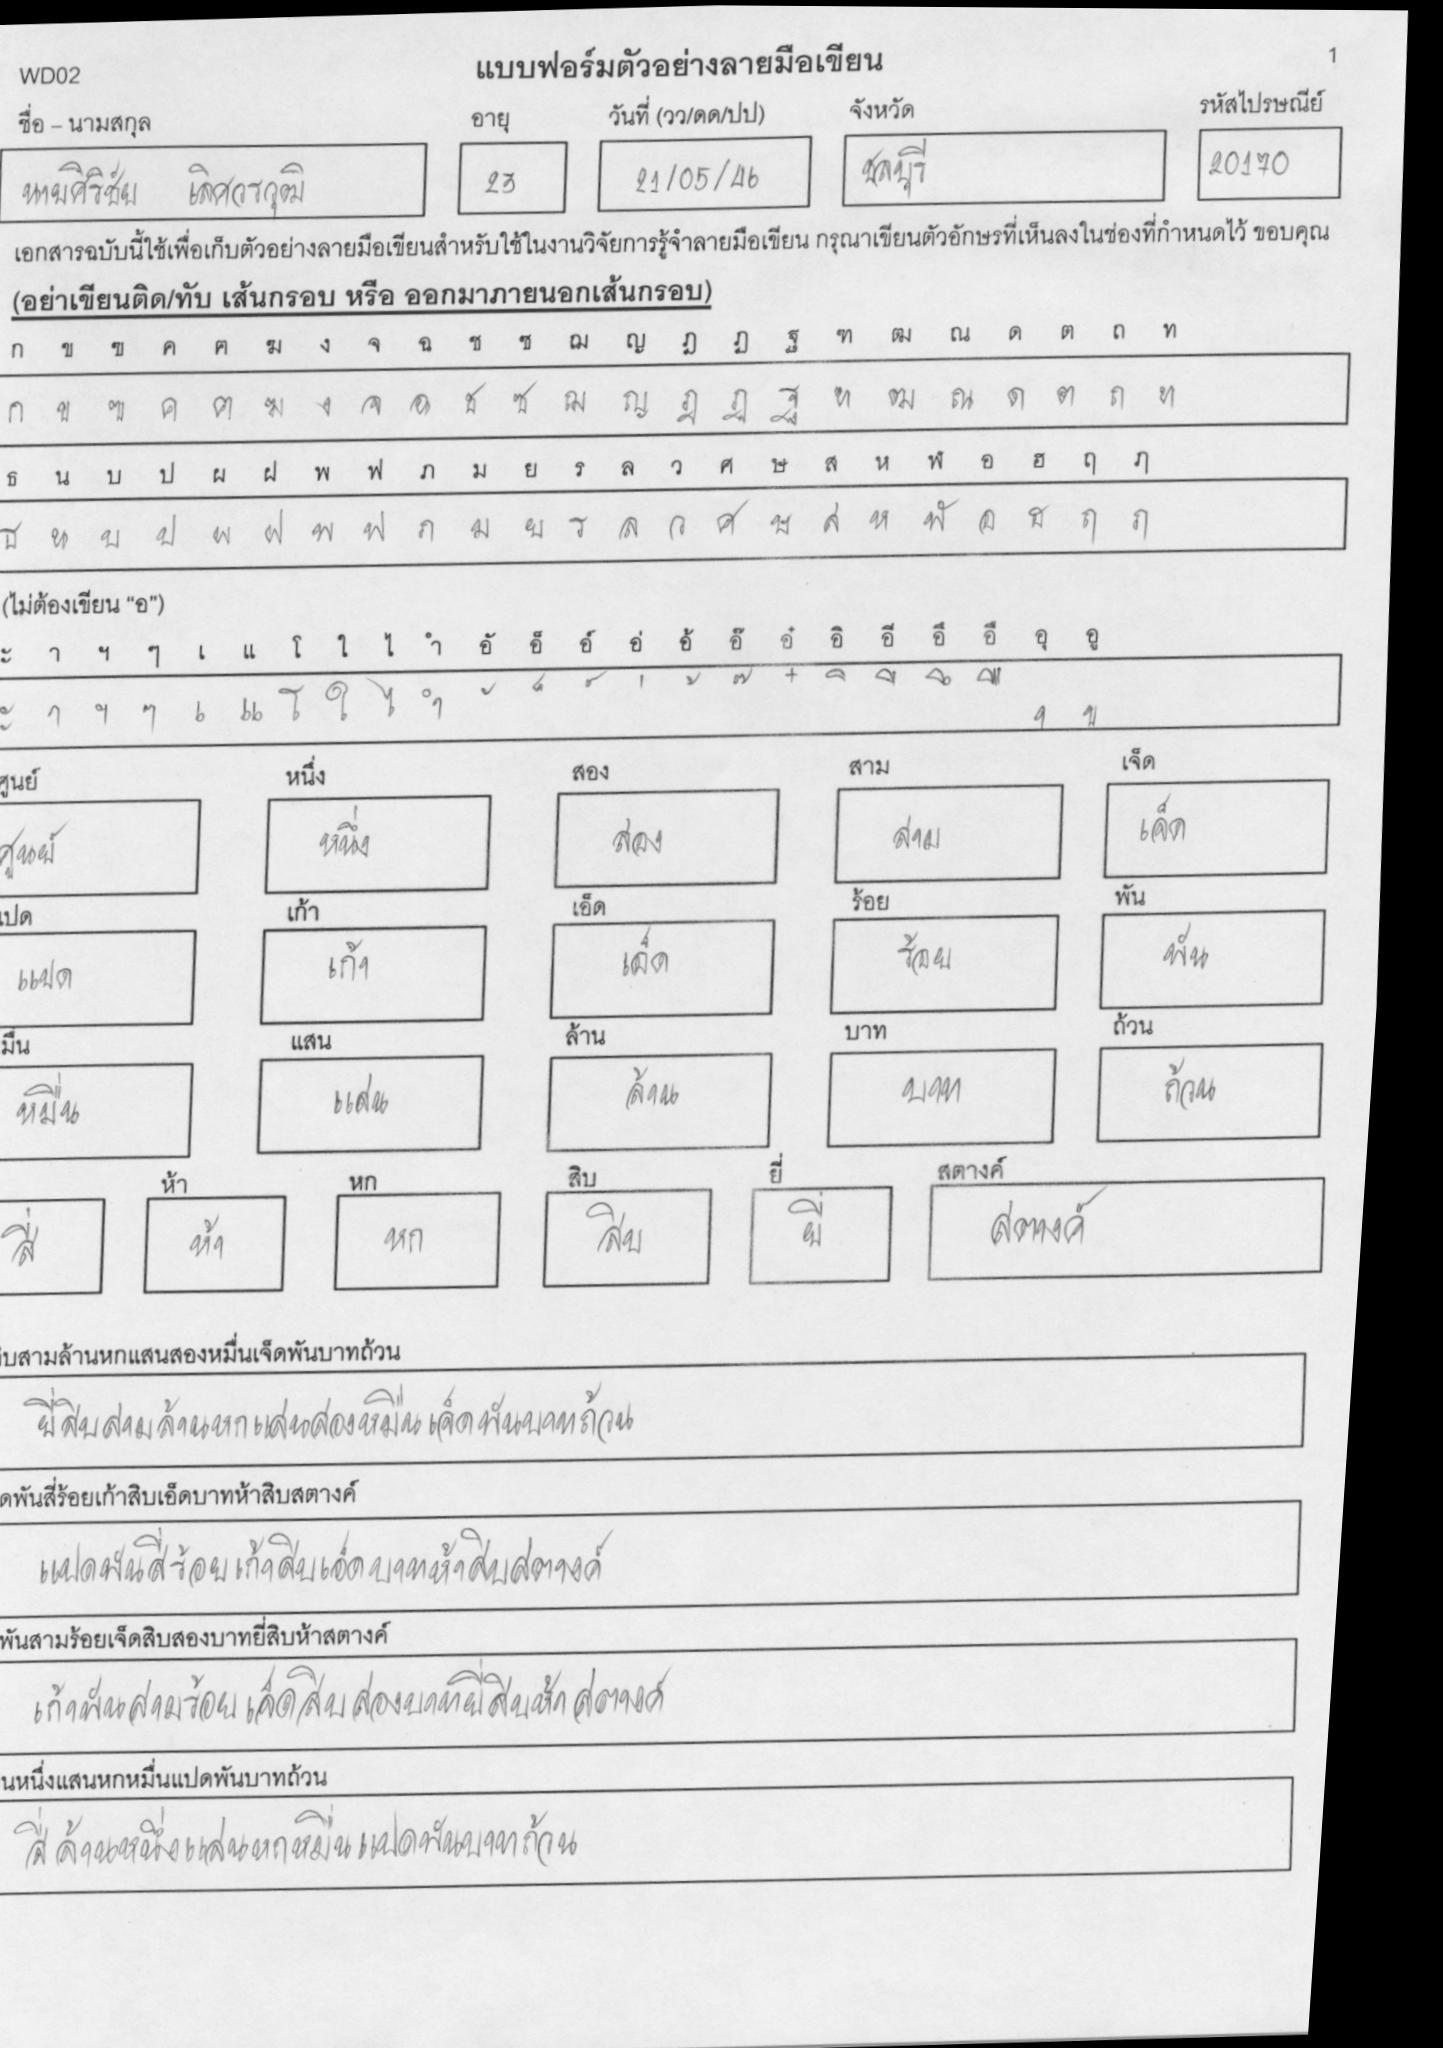 WD02 แบบฟอร์มตัวอย่างลายมือเขียน 1
ชื่อ – นามสกุล อายุ วันที่ (วว/ดด/ปป) จังหวัด รหัสไปรษณีย์
นายศิริชัย เลิศวรวุฒิ 23 21/05/46 ชลบุรี 20170
เอกสารฉบับนี้ใช้เพื่อเก็บตัวอย่างลายมือเขียนสำหรับใช้ในงานวิจัยการรู้จำลายมือเขียน กรุณาเขียนตัวอักษรที่เห็นลงในช่องที่กำหนดไว้ ขอบคุณ
(อย่าเขียนติด/ทับ เส้นกรอบ หรือ ออกมาภายนอกเส้นกรอบ)
ก ข ฃ ค ฅ ฆ ง จ ฉ ช ซ ฌ ญ ฎ ฏ ฐ ฑ ฒ ณ ด ต ถ ท
ก ข ฃ ค ฅ ฆ ง จ ฉ ช ซ ฌ ญ ฎ ฏ ฐ ฑ ฒ ณ ด ต ถ ท
ธ น บ ป ผ ฝ พ ฟ ภ ม ย ร ล ว ศ ษ ส ห ฬ อ ฮ ฤ ฦ
ธ น บ ป ผ ฝ พ ฟ ภ ม ย ร ล ว ศ ษ ส ห ฬ อ ฮ ฤ ฦ
(ไม่ต้องเขียน “อ”)
ะ า ฯ ๆ เ แ โ ใ ไ ำ อั อ็ อ์ อ่ อ้ อ๊ อ๋ อิ อี อึ อื อุ อู
ะ า ฯ ๆ เ แ โ ใ ไ ำ ั ็ ์ ่ ้ ๊ ๋ ิ ี ึ ื ุ ู
ศูนย์ หนึ่ง สอง สาม เจ็ด
ศูนย์ หนึ่ง สอง สาม เจ็ด
แปด เก้า เอ็ด ร้อย พัน
แปด เก้า เอ็ด ร้อย พัน
มื่น แสน ล้าน บาท ถ้วน
หมื่น แสน ล้าน บาท ถ้วน
ห้า หก สิบ ยี่ สตางค์
สี่ ห้า หก สิบ ยี่ สตางค์
ิบสามล้านหกแสนสองหมื่นเจ็ดพันบาทถ้วน
ยี่สิบสามล้านหกแสนสองหมื่นเจ็ดพันบาทถ้วน
ดพันสี่ร้อยเก้าสิบเอ็ดบาทห้าสิบสตางค์
แปดพันสี่ร้อยเก้าสิบเอ็ดบาทห้าสิบสตางค์
พันสามร้อยเจ็ดสิบสองบาทยี่สิบห้าสตางค์
เก้าพันสามร้อยเจ็ดสิบสองบาทยี่สิบห้าสตางค์
นหนึ่งแสนหกหมื่นแปดพันบาทถ้วน
สี่ล้านหนึ่งแสนหกหมื่นแปดพันบาทถ้วน